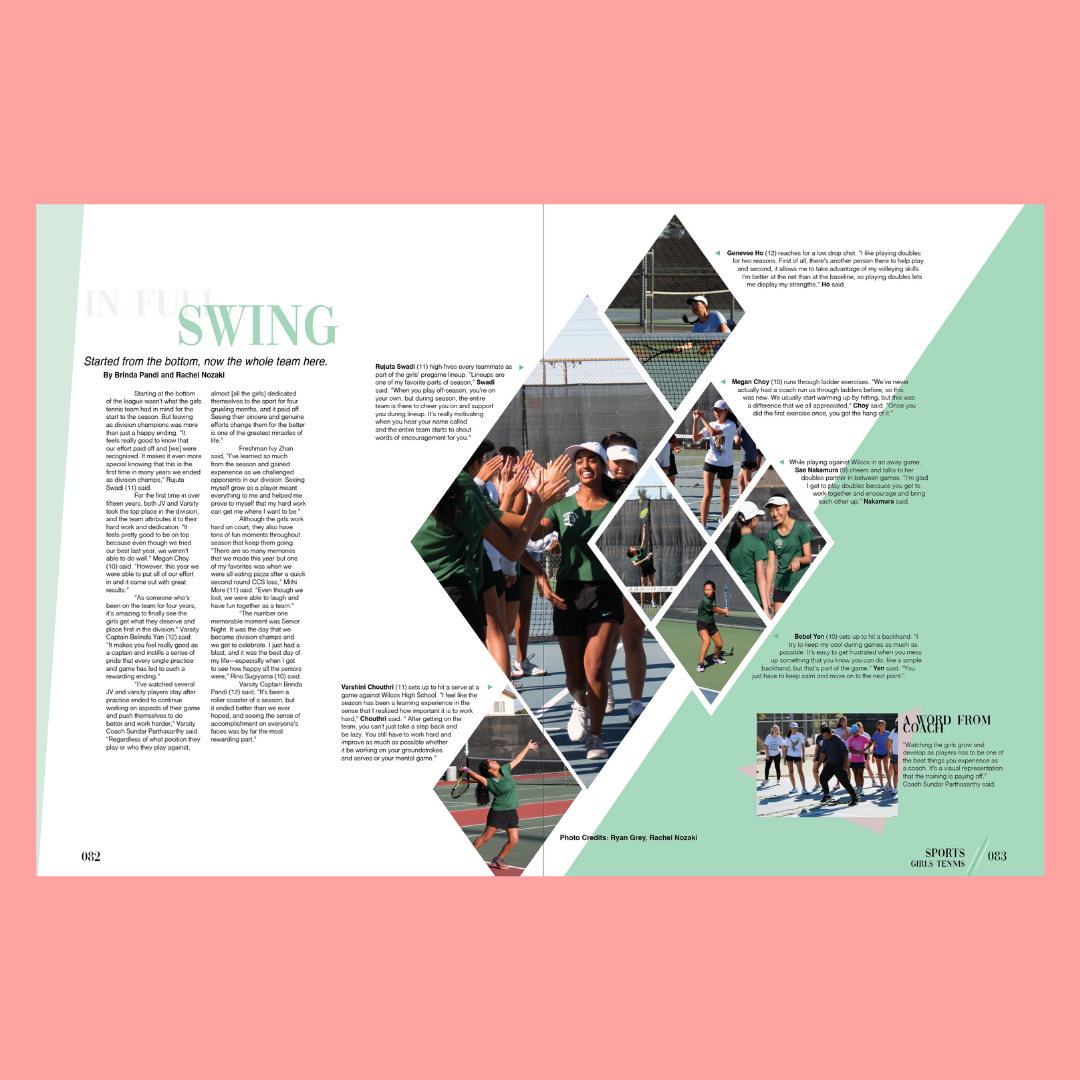 IN FULL
SWING
Started from the bottom, now the whole team here.
By Brinda Pandi and Rachel Nozaki
Starting at the bottom
of the league wasn't what the girls
tennis team had in mind for the
start to the season. But leaving
as division champions was more
than just a happy ending. "It
feels really good to know that
our effort paid off and [we] were
recognized. It makes it even more
special knowing that this is the
first time in many years we ended
as division champs," Rujuta
Swadi (11) said.
For the first time in over
fifteen years, both JV and Varsity
took the top place in the division,
and the team attributes it to their
hard work and dedication. "It
feels pretty good to be on top
because even though we tried
our best last year, we weren't
able to do well." Megan Choy
(10) said. "However, this year we
were able to put all of our effort
in and it came out with great
results."
"As someone who's
been on the team for four years,
it's amazing to finally see the
girls get what they deserve and
place first in the division," Varsity
Captain Belinda Yan (12) said.
"It makes you feel really good as
a captain and instills a sense of
pride that every single practice
and game has led to such a
rewarding ending."
"I've watched several
JV and varsity players stay after
practice ended to continue
working on aspects of their game
and push themselves to do
better and work harder," Varsity
Coach Sundar Parthasarthy said.
"Regardless of what position they
play or who they play against,
almost [all the girls] dedicated
themselves to the sport for four
grueling months, and it paid off.
Seeing their sincere and genuine
efforts change them for the better
is one of the greatest miracles of
life."
Freshman Ivy Zhan
said, "I've learned so much
from the season and gained
experience as we challenged
opponents in our division. Seeing
myself grow as a player meant
everything to me and helped me
prove to myself that my hard work
can get me where I want to be."
Although the girls work
hard on court, they also have
tons of fun moments throughout
season that keep them going.
"There are so many memories
that we made this year but one
of my favorites was when we
were all eating pizza after a quick
second round CCS loss," Mithi
More (11) said. "Even though we
lost, we were able to laugh and
have fun together as a team."
"The number one
memorable moment was Senior
Night. It was the day that we
became division champs and
we got to celebrate. I just had a
blast, and it was the best day of
my life—especially when I got
to see how happy all the seniors
were," Rino Sugiyama (10) said.
Varsity Captain Brinda
Pandi (12) said, "It's been a
roller coaster of a season, but
it ended better than we ever
hoped, and seeing the sense of
accomplishment on everyone's
faces was by far the most
rewarding part."
Rujuta Swadi (11) high-fives every teammate as
part of the girls' pregame lineup. "Lineups are
one of my favorite parts of season," Swadi
said. "When you play off-season, you're on
your own, but during season, the entire
team is there to cheer you on and support
you during lineup. It's really motivating
when you hear your name called
and the entire team starts to shout
words of encouragement for you."
Varshini Chouthri (11) sets up to hit a serve at a
game against Wilcox High School. "I feel like the
season has been a learning experience in the
sense that I realized how important it is to work
hard," Chouthri said. " After getting on the
team, you can't just take a step back and
be lazy. You still have to work hard and
improve as much as possible whether
it be working on your groundstrokes
and serves or your mental game."
Genevee Ho (12) reaches for a low drop shot. "I like playing doubles
for two reasons. First of all, there's another person there to help play
and second, it allows me to take advantage of my volleying skills.
I'm better at the net than at the baseline, so playing doubles lets
me display my strengths," Ho said.
Megan Choy (10) runs through ladder exercises. "We've never
actually had a coach run us through ladders before, so this
was new. We usually start warming up by hitting, but this was
a difference that we all appreciated," Choy said. "Once you
did the first exercise once, you got the hang of it."
While playing against Wilcox in an away game,
Sae Nakamura (9) cheers and talks to her
doubles partner in between games. "I'm glad
I get to play doubles because you get to
work together and encourage and bring
each other up," Nakamura said.
Bebel Yen (10) sets up to hit a backhand. "I
try to keep my cool during games as much as
possible. It's easy to get frustrated when you mess
up something that you know you can do, like a simple
backhand, but that's part of the game," Yen said. "You
just have to keep calm and move on to the next point."
A WORD FROM
COACH
"Watching the girls grow and
develop as players has to be one of
the best things you experience as
a coach. It's a visual representation
that the training is paying off,"
Coach Sundar Parthasarthy said.
Photo Credits: Ryan Grey, Rachel Nozaki
082
SPORTS
GIRLS TENNIS
083